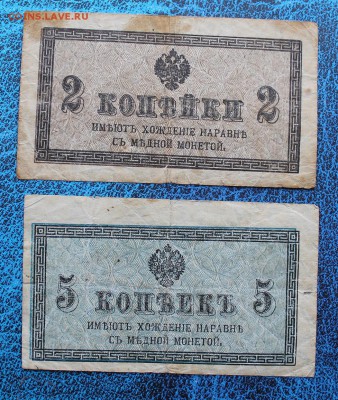 coins.lave.ru
2 КОПѢЙКИ 2
ИМѢЮТЪ ХОЖДЕНІЕ НАРАВНѢ
СЪ МѢДНОЙ МОНЕТОЙ.
5 КОПѢЕКЪ 5
ИМѢЮТЪ ХОЖДЕНІЕ НАРАВНѢ
СЪ МѢДНОЙ МОНЕТОЙ.